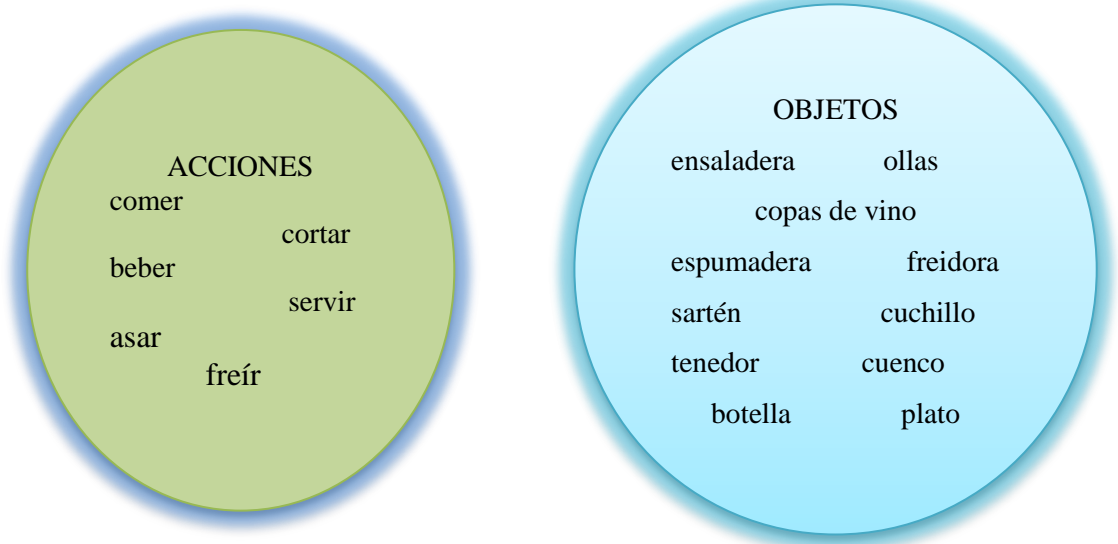 ACCIONES
comer
cortar
beber
servir
asar
freír
OBJETOS
ensaladera ollas
copas de vino
espumadera freidora
sartén cuchillo
tenedor cuenco
botella plato